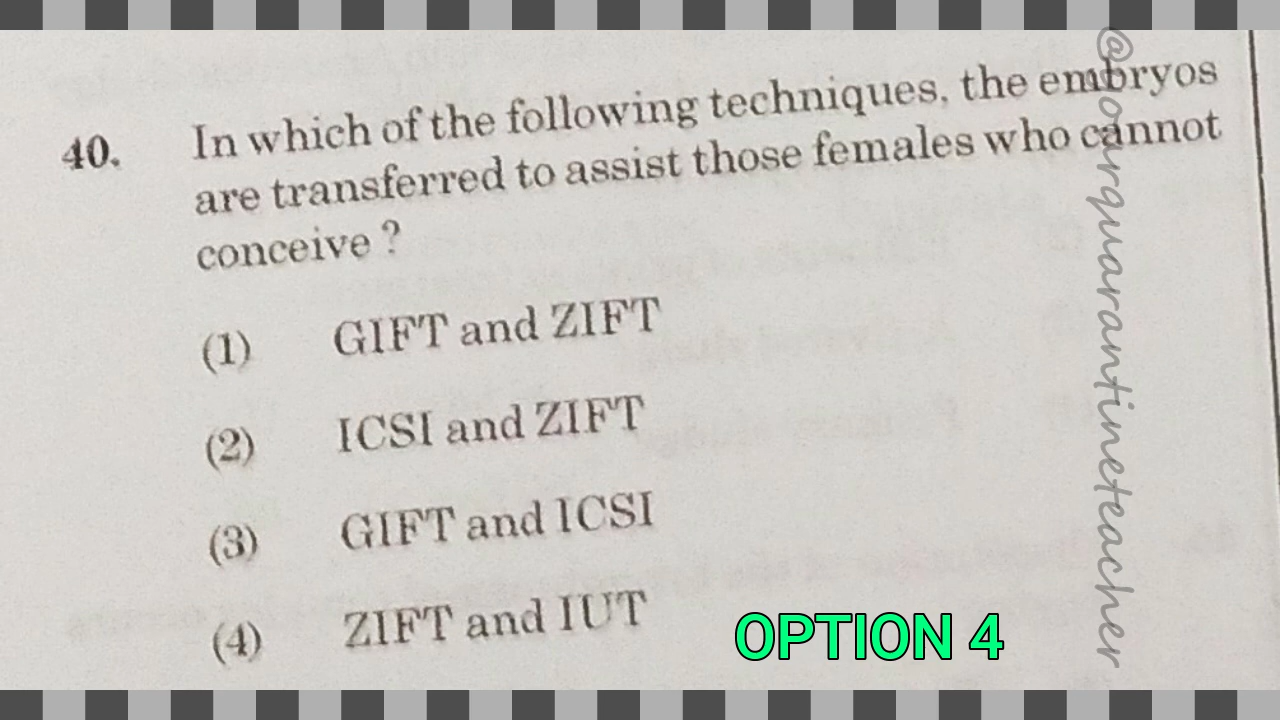 40. In which of the following techniques, the embryos
are transferred to assist those females who cannot
conceive ?
(1) GIFT and ZIFT
(2) ICSI and ZIFT
(3) GIFT and ICSI
(4) ZIFT and IUT
OPTION 4
@ourquarantineteacher